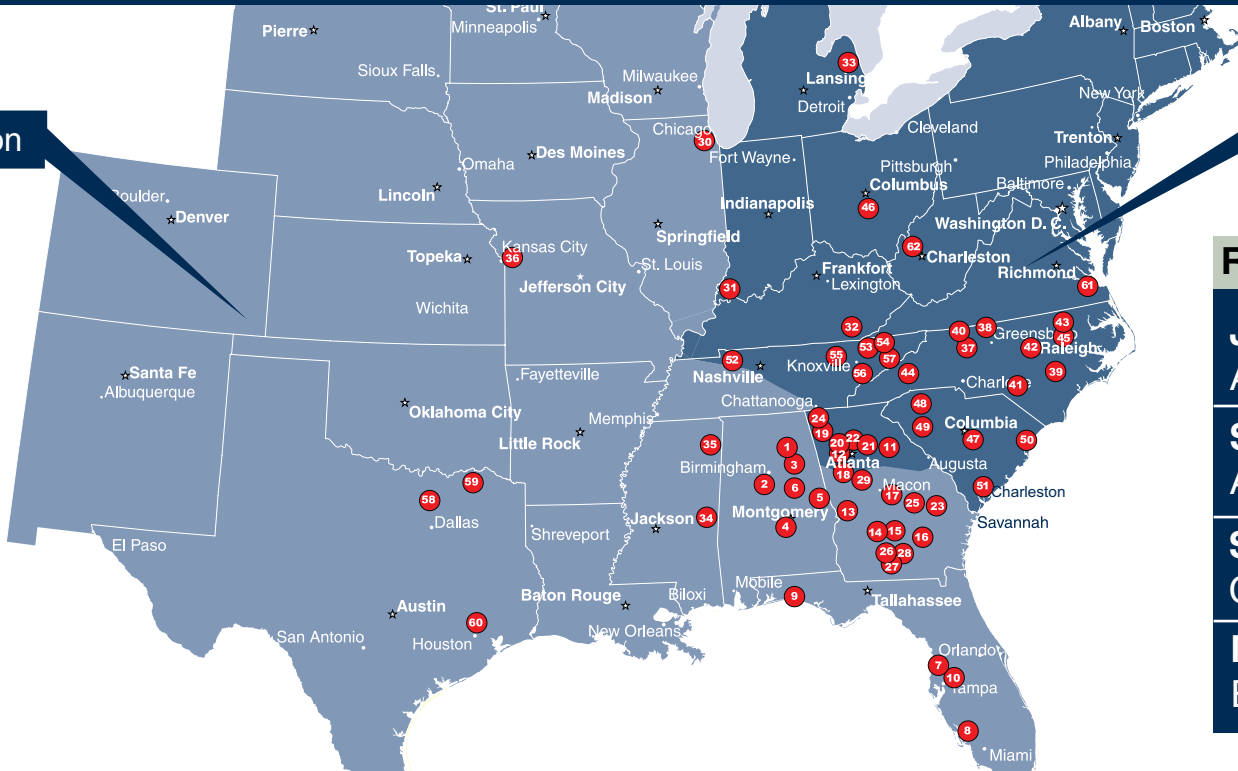 St. Paul
Minneapolis
Pierre
Albany
Boston
Sioux Falls
Milwaukee
33
Lansing
Madison
Detroit
New York
Chicago
30
Cleveland
on
Des Moines
Fort Wayne
Trenton
Omaha
Pittsburgh
Philadelphia
Boulder
Lincoln
Columbus
Baltimore
Denver
Indianapolis
46
Springfield
Washington D. C.
Kansas City
62
Topeka
36
St. Louis
Frankfort
Charleston
Richmond
Jefferson City
Lexington
31
61
Wichita
32
40
38
Greensboro
43
45
53
54
37
42
Raleigh
52
55
Knoxville
57
Santa Fe
Fayetteville
Nashville
56
44
39
Albuquerque
Charlotte
41
Oklahoma City
Chattanooga
48
Memphis
24
Little Rock
19
49
Columbia
35
1
20
22
21
11
47
50
12
Birmingham
3
Atlanta
Augusta
59
2
6
18
29
Macon
51
Charleston
58
5
17
25
23
Dallas
Jackson
34
Montgomery
13
Savannah
Shreveport
4
14
15
16
El Paso
26
28
27
Mobile
Austin
Baton Rouge
Biloxi
9
Tallahassee
60
New Orleans
San Antonio
Houston
Orlando
7
10
Tampa
8
Miami
F
J
A
S
A
S